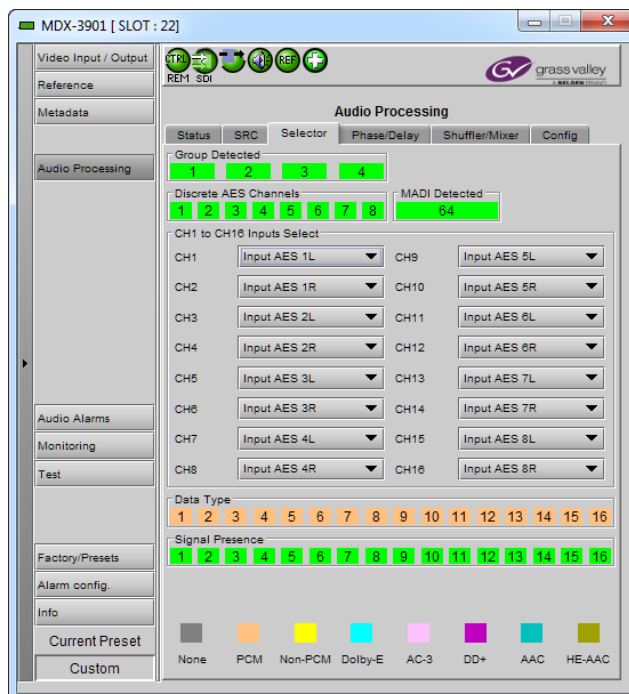 MDX-3901 [ SLOT : 22]
Video Input / Output
Reference
Metadata
Audio Processing
Audio Alarms
Monitoring
Test
Factory/Presets
Alarm config.
Info
Current Preset
Custom
CTRL
REF
REM SDI
grass valley
A BELDEN BRAND
Audio Processing
Status SRC Selector Phase/Delay Shuffler/Mixer Config
Group Detected
1 2 3 4
Discrete AES Channels MADI Detected
1 2 3 4 5 6 7 8 64
CH1 to CH16 Inputs Select
CH1 Input AES 1L CH9 Input AES 5L
CH2 Input AES 1R CH10 Input AES 5R
CH3 Input AES 2L CH11 Input AES 6L
CH4 Input AES 2R CH12 Input AES 6R
CH5 Input AES 3L CH13 Input AES 7L
CH6 Input AES 3R CH14 Input AES 7R
CH7 Input AES 4L CH15 Input AES 8L
CH8 Input AES 4R CH16 Input AES 8R
Data Type
1 2 3 4 5 6 7 8 9 10 11 12 13 14 15 16
Signal Presence
1 2 3 4 5 6 7 8 9 10 11 12 13 14 15 16
None PCM Non-PCM Dolby-E AC-3 DD+ AAC HE-AAC